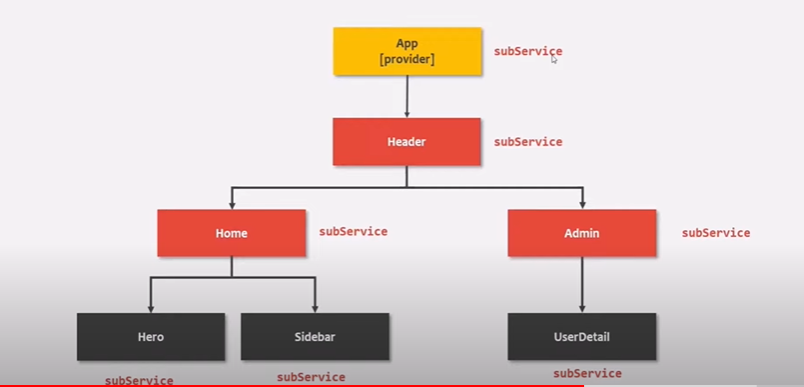 App
[provider]
subService
Header
subService
Home
subService
Admin
subService
Hero
Sidebar
UserDetail
subService
subService
subService